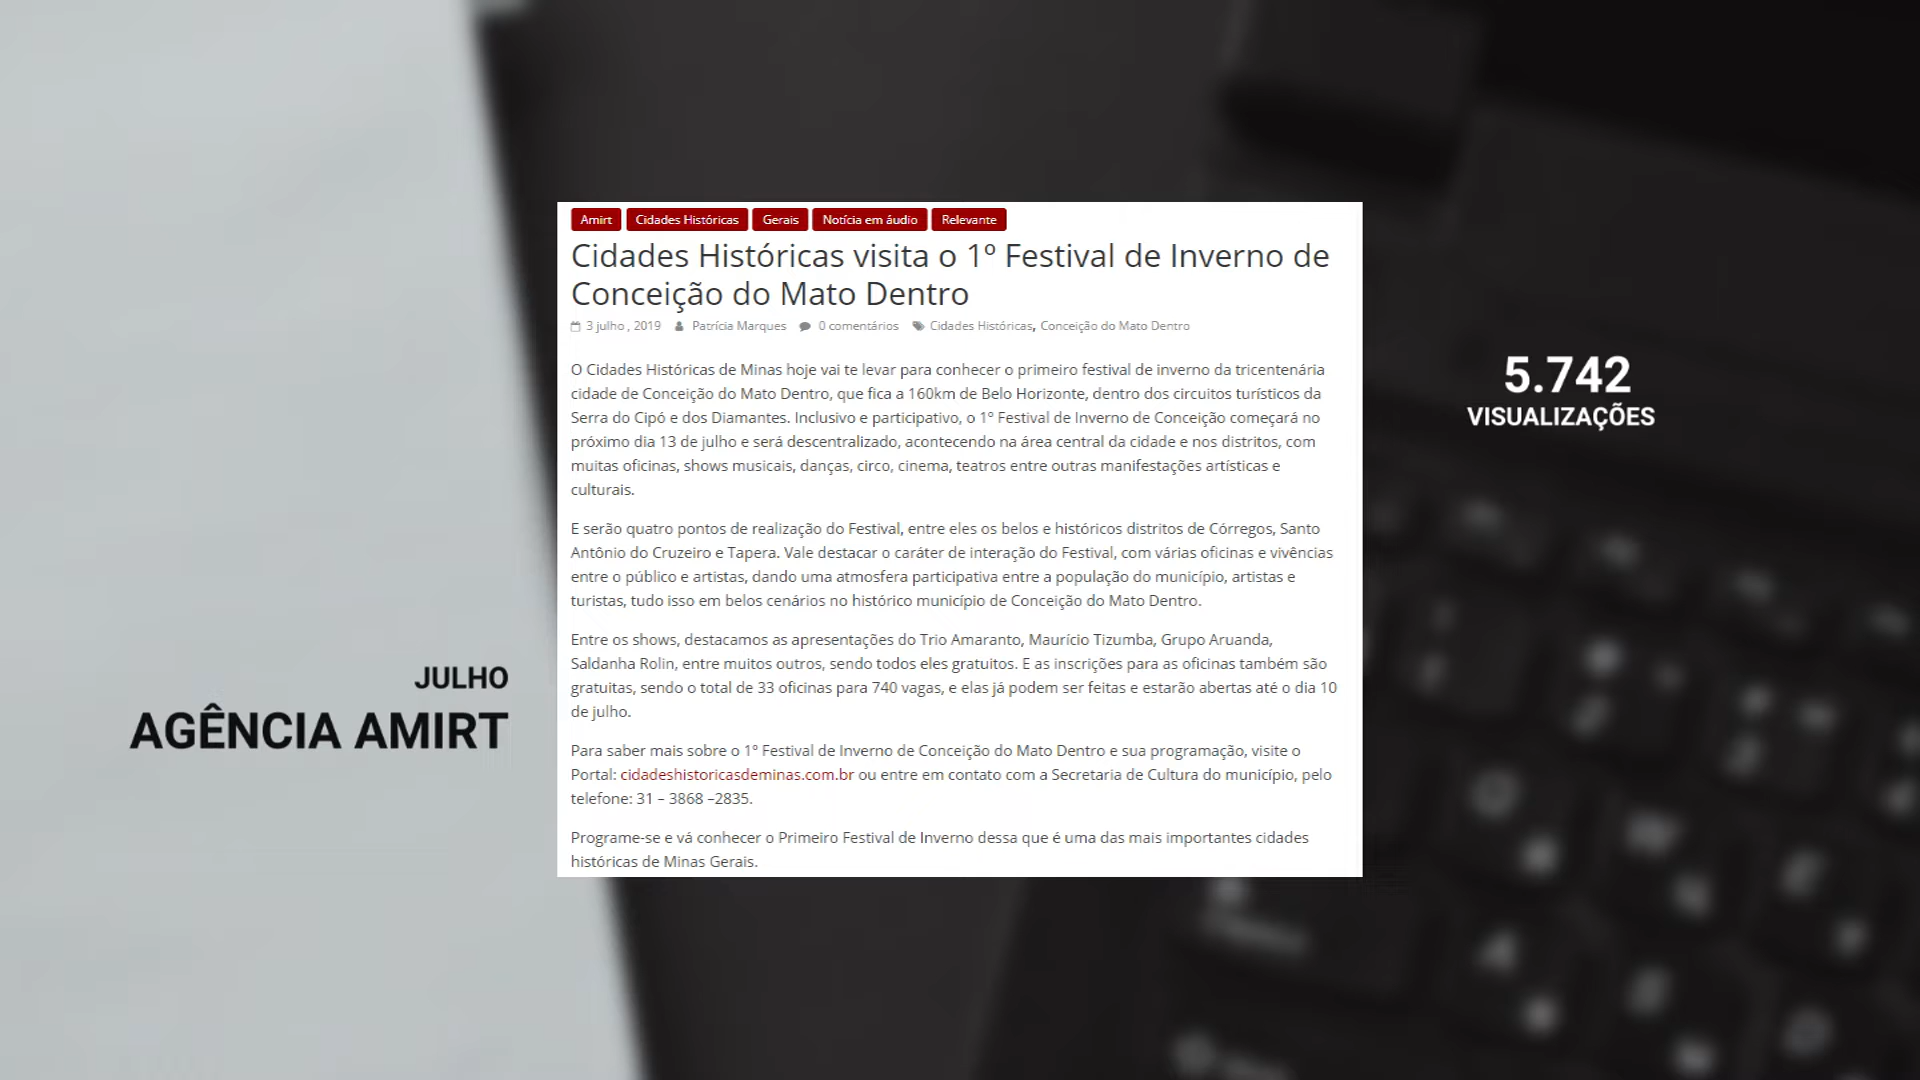 Amirt Cidades Históricas Gerais Notícia em áudio Relevante
Cidades Históricas visita o 1º Festival de Inverno de
Conceição do Mato Dentro
3 julho , 2019 Patrícia Marques 0 comentários Cidades Históricas, Conceição do Mato Dentro
O Cidades Históricas de Minas hoje vai te levar para conhecer o primeiro festival de inverno da tricentenária
cidade de Conceição do Mato Dentro, que fica a 160km de Belo Horizonte, dentro dos circuitos turísticos da
Serra do Cipó e dos Diamantes. Inclusivo e participativo, o 1º Festival de Inverno de Conceição começará no
próximo dia 13 de julho e será descentralizado, acontecendo na área central da cidade e nos distritos, com
muitas oficinas, shows musicais, danças, circo, cinema, teatros entre outras manifestações artísticas e
culturais.
E serão quatro pontos de realização do Festival, entre eles os belos e históricos distritos de Córregos, Santo
Antônio do Cruzeiro e Tapera. Vale destacar o caráter de interação do Festival, com várias oficinas e vivências
entre o público e artistas, dando uma atmosfera participativa entre a população do município, artistas e
turistas, tudo isso em belos cenários no histórico município de Conceição do Mato Dentro.
Entre os shows, destacamos as apresentações do Trio Amaranto, Maurício Tizumba, Grupo Aruanda,
Saldanha Rolin, entre muitos outros, sendo todos eles gratuitos. E as inscrições para as oficinas também são
gratuitas, sendo o total de 33 oficinas para 740 vagas, e elas já podem ser feitas e estarão abertas até o dia 10
de julho.
Para saber mais sobre o 1º Festival de Inverno de Conceição do Mato Dentro e sua programação, visite o
Portal: cidadeshistoricasdeminas.com.br ou entre em contato com a Secretaria de Cultura do município, pelo
telefone: 31 – 3868 –2835.
Programe-se e vá conhecer o Primeiro Festival de Inverno dessa que é uma das mais importantes cidades
históricas de Minas Gerais.
JULHO
AGÊNCIA AMIRT
5.742
VISUALIZAÇÕES